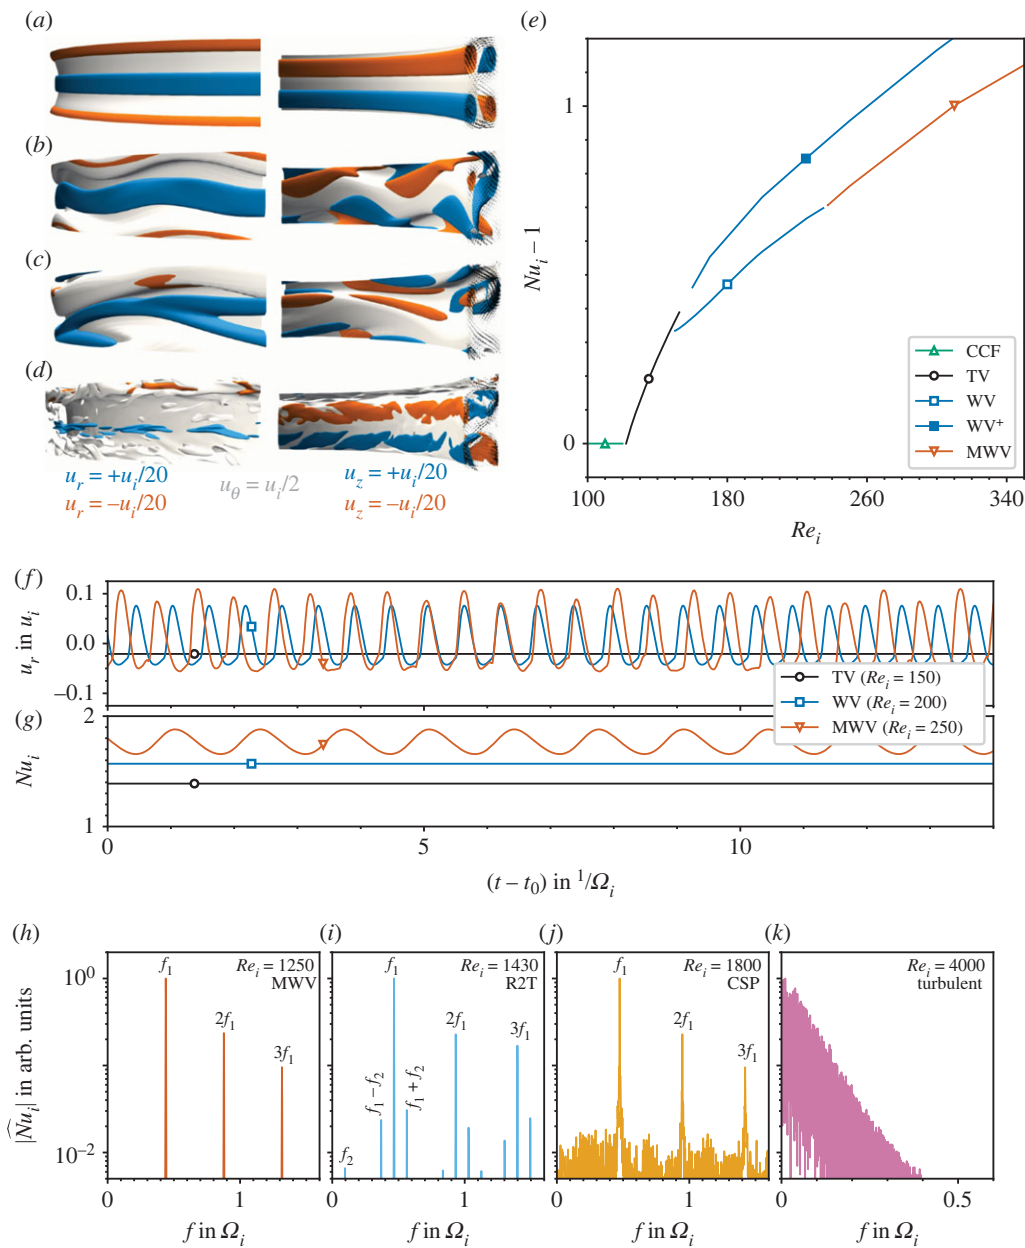 (a)
(b)
(c)
(d)
u_r = +u_i/20
u_r = −u_i/20
u_θ = u_i/2
u_z = +u_i/20
u_z = −u_i/20
(e)
Nu_i − 1
1
0
100 180 260 340
Re_i
CCF
TV
WV
WV⁺
MWV
(f)
u_r in u_i
0.1
0.0
−0.1
TV (Re_i = 150)
WV (Re_i = 200)
MWV (Re_i = 250)
(g)
Nu_i
2
1
0 5 10
(t − t_0) in 1/Ω_i
(h)
|N̂u_i| in arb. units
10⁰
10⁻²
f_1
2f_1
3f_1
Re_i = 1250
MWV
0 1
f in Ω_i
(i)
f_2
f_1 − f_2
f_1
f_1 + f_2
2f_1
3f_1
Re_i = 1430
R2T
0 1
f in Ω_i
(j)
f_1
2f_1
3f_1
Re_i = 1800
CSP
0 1
f in Ω_i
(k)
Re_i = 4000
turbulent
0 0.5
f in Ω_i